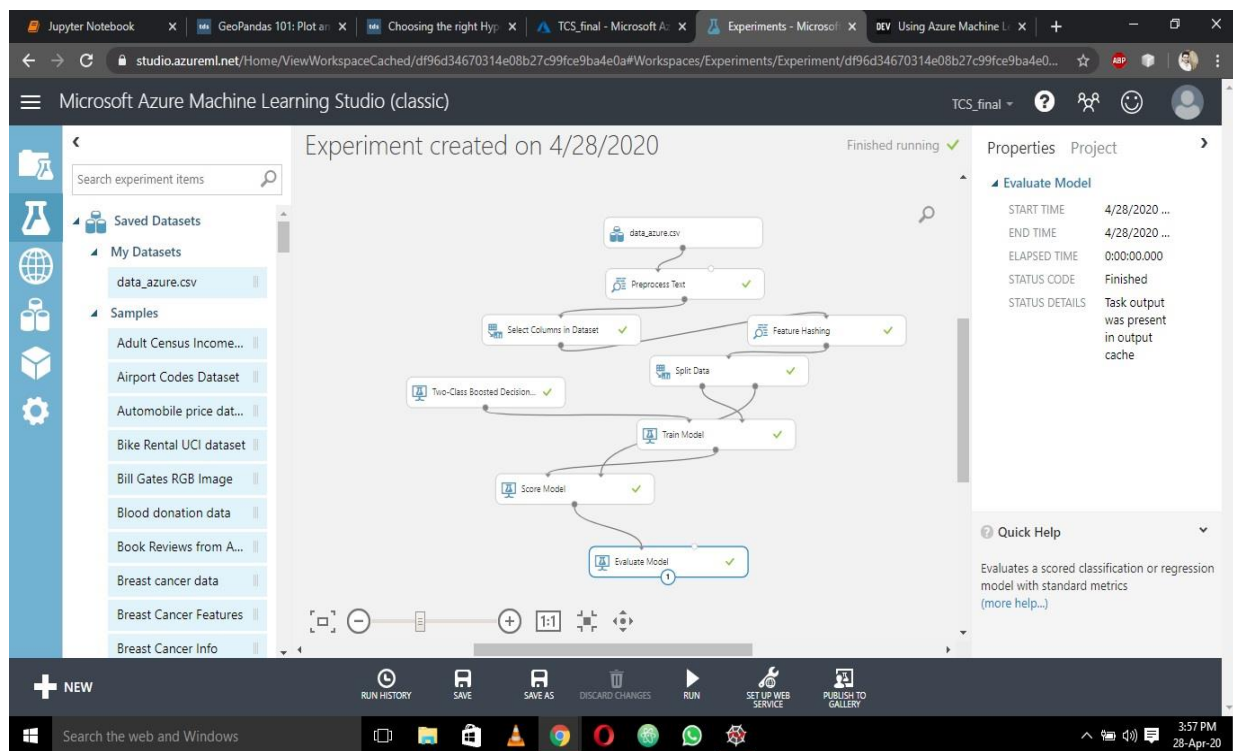 Jupyter Notebook
GeoPandas 101: Plot an
Choosing the right Hyp
TCS_final - Microsoft A
Experiments - Microsof
DEV Using Azure Machine L
studio.azureml.net/Home/ViewWorkspaceCached/df96d34670314e08b27c99fce9ba4e0a#Workspaces/Experiments/Experiment/df96d34670314e08b27c99fce9ba4e0...
ABP
Microsoft Azure Machine Learning Studio (classic)
TCS_final
Search experiment items
Saved Datasets
My Datasets
data_azure.csv
Samples
Adult Census Income...
Airport Codes Dataset
Automobile price dat...
Bike Rental UCI dataset
Bill Gates RGB Image
Blood donation data
Book Reviews from A...
Breast cancer data
Breast Cancer Features
Breast Cancer Info
Experiment created on 4/28/2020
Finished running
data_azure.csv
Preprocess Text
Select Columns in Dataset
Feature Hashing
Split Data
Two-Class Boosted Decision...
Train Model
Score Model
Evaluate Model
1
1:1
Properties Project
Evaluate Model
START TIME 4/28/2020 ...
END TIME 4/28/2020 ...
ELAPSED TIME 0:00:00.000
STATUS CODE Finished
STATUS DETAILS Task output
was present
in output
cache
Quick Help
Evaluates a scored classification or regression
model with standard metrics
(more help...)
NEW
RUN HISTORY
SAVE
SAVE AS
DISCARD CHANGES
RUN
SET UP WEB
SERVICE
PUBLISH TO
GALLERY
Search the web and Windows
3:57 PM
28-Apr-20